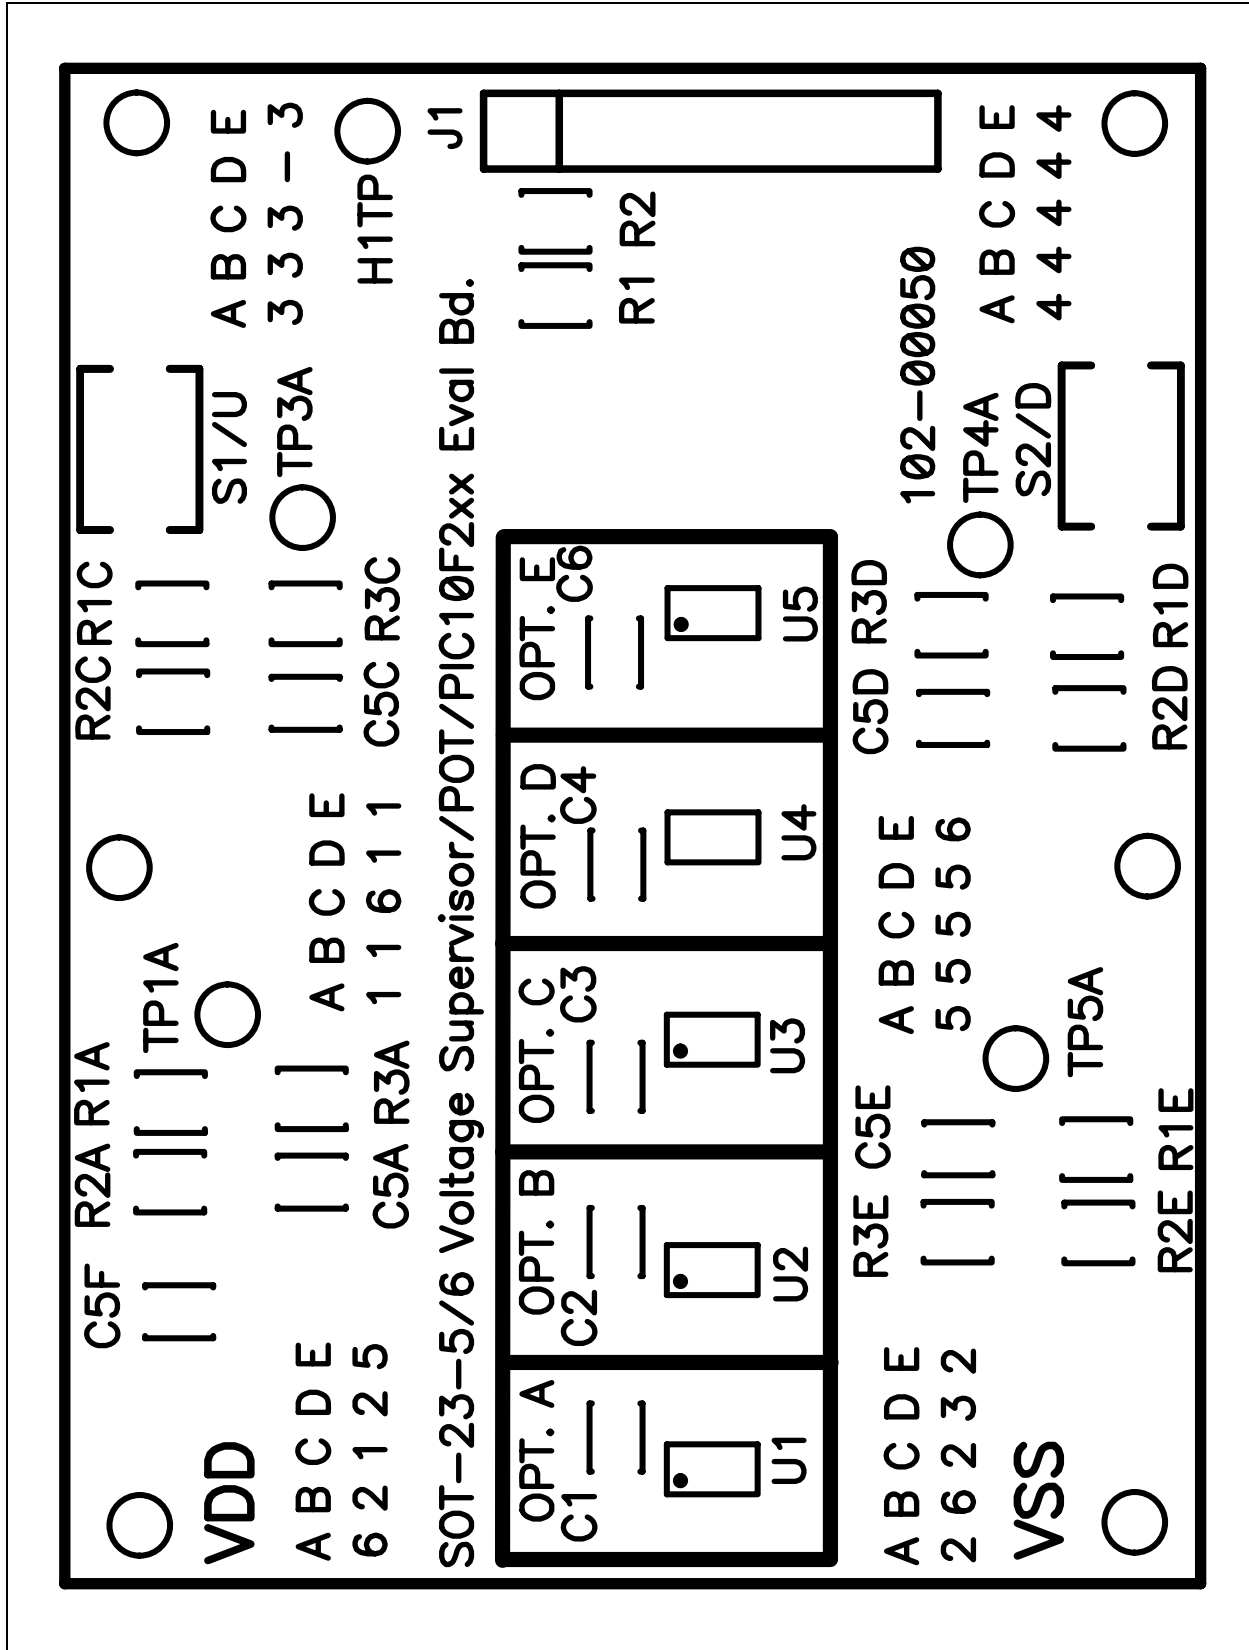 C5F
R2A R1A
R2C R1C
TP1A
VDD
S1/U
A B C D E
3 3 3 - 3
TP3A
H1TP
A B C D E
6 2 1 2 5
A B C D E
1 1 6 1 1
C5A R3A
C5C R3C
J1
SOT-23-5/6 Voltage Supervisor/POT/PIC10F2xx Eval Bd.
OPT. A
C1
U1
OPT. B
C2
U2
OPT. C
C3
U3
OPT. D
C4
U4
OPT. E
C6
U5
R1 R2
R3E C5E
C5D R3D
102-00050
A B C D E
2 6 2 3 2
A B C D E
5 5 5 5 6
TP4A
S2/D
A B C D E
4 4 4 4 4
VSS
TP5A
R2E R1E
R2D R1D